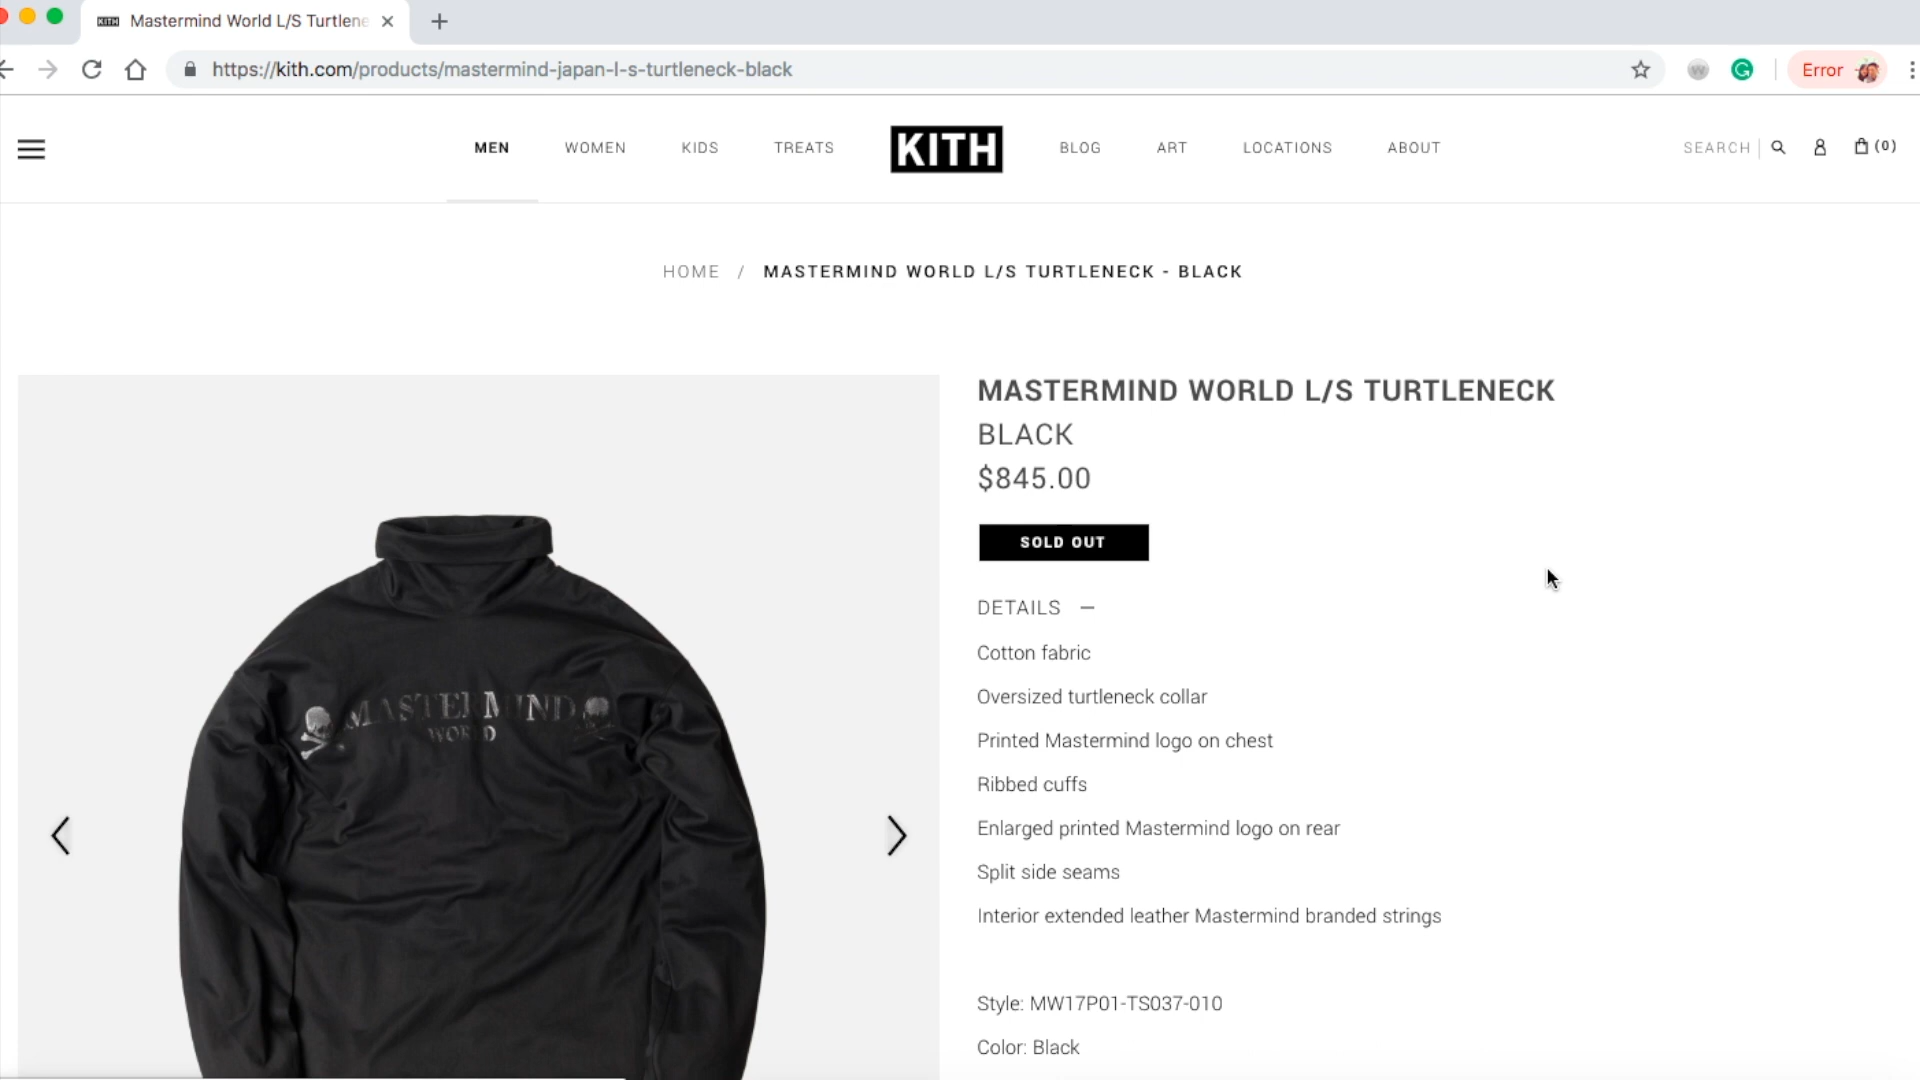 KITH Mastermind World L/S Turtlene
https://kith.com/products/mastermind-japan-l-s-turtleneck-black
Error
MEN WOMEN KIDS TREATS KITH BLOG ART LOCATIONS ABOUT SEARCH (0)
HOME / MASTERMIND WORLD L/S TURTLENECK - BLACK
MASTERMIND WORLD L/S TURTLENECK
BLACK
$845.00
SOLD OUT
DETAILS —
Cotton fabric
Oversized turtleneck collar
Printed Mastermind logo on chest
Ribbed cuffs
Enlarged printed Mastermind logo on rear
Split side seams
Interior extended leather Mastermind branded strings
Style: MW17P01-TS037-010
Color: Black
MASTERMIND
WORLD